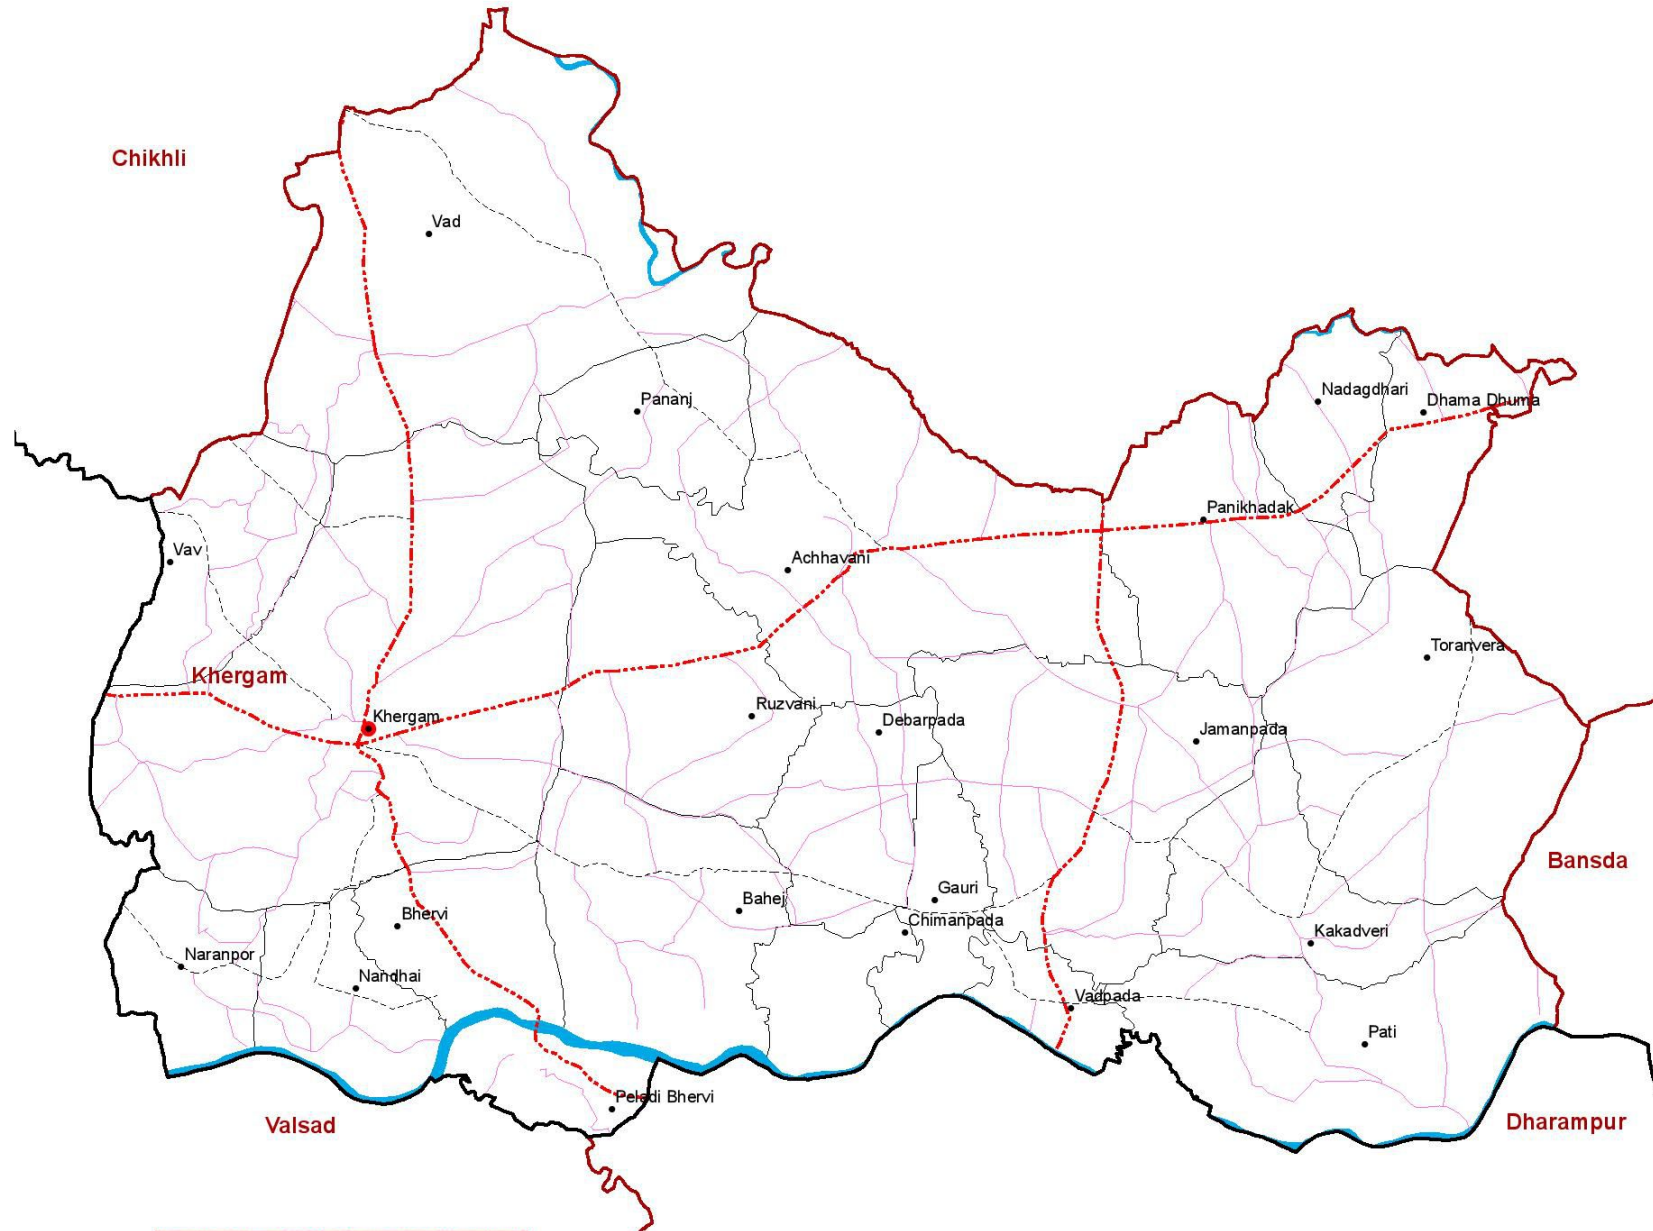 Chikhli
Vad
Nadagdhari
Dhama Dhuma
Pananj
Panikhadak
Vav
Achhavani
Toranvera
Khergam
Khergam
Ruzvani
Debarpada
Jamanpada
Bansda
Gauri
Bahej
Bhervi
Chimanpada
Kakadveri
Naranpor
Nandhai
Vadpada
Pati
Peladi Bhervi
Valsad
Dharampur